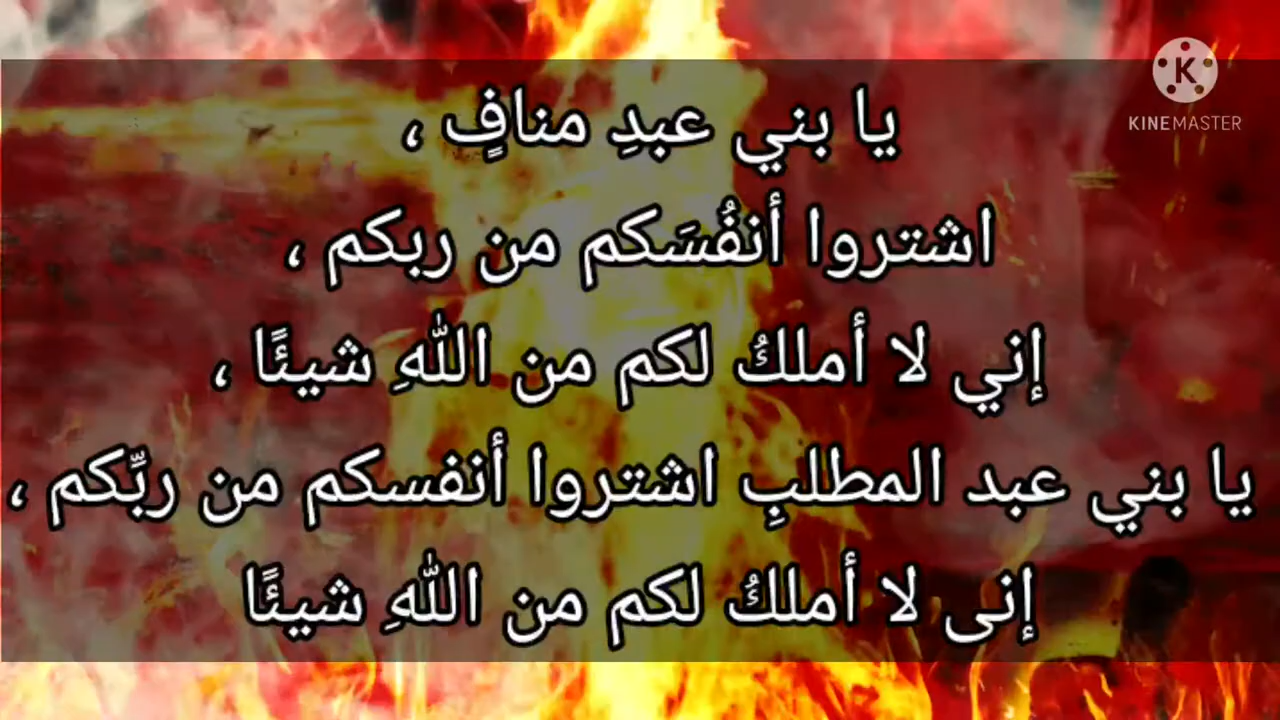 يا بني عبدِ منافٍ ،
اشتروا أنفُسَكم من ربكم ،
إني لا أملكُ لكم من اللهِ شيئًا ،
يا بني عبد المطلبِ اشتروا أنفسكم من ربِّكم ،
إنى لا أملكُ لكم من اللهِ شيئًا
K
KINEMASTER